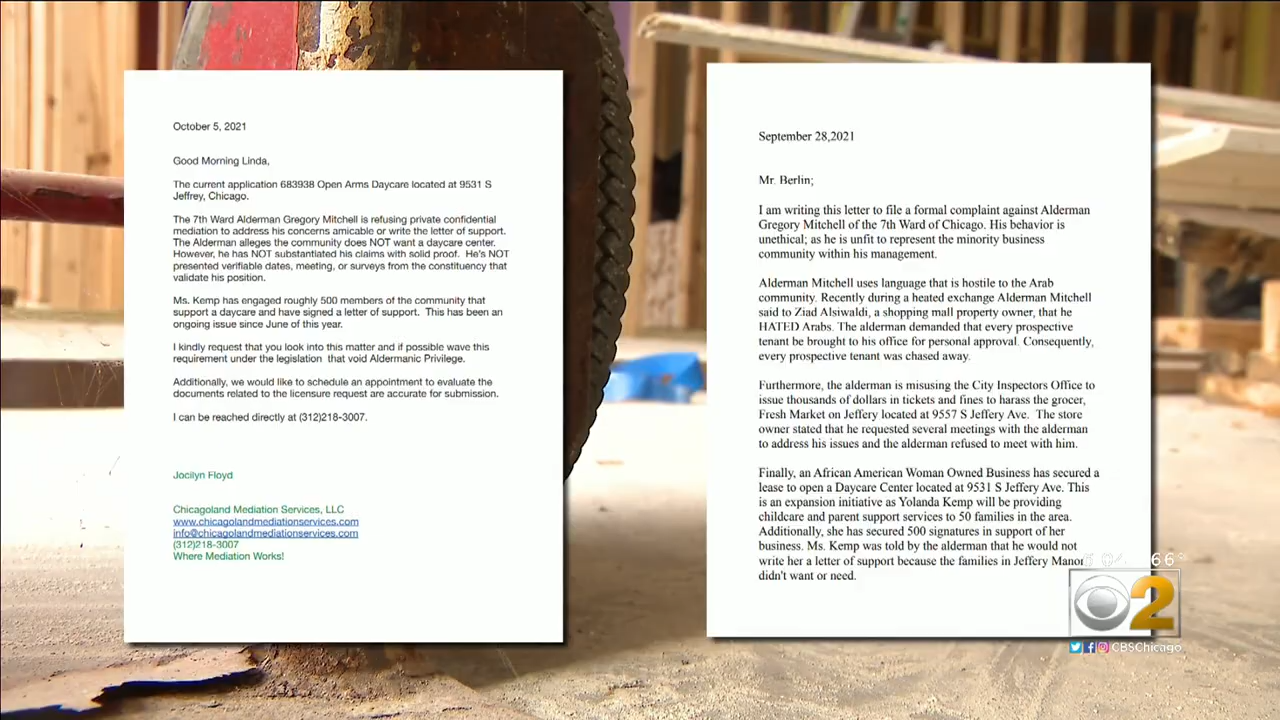 October 5, 2021
Good Morning Linda,
The current application 683938 Open Arms Daycare located at 9531 S
Jeffrey, Chicago.
The 7th Ward Alderman Gregory Mitchell is refusing private confidential
mediation to address his concerns amicable or write the letter of support.
The Alderman alleges the community does NOT want a daycare center.
However, he has NOT substantiated his claims with solid proof. He's NOT
presented verifiable dates, meeting, or surveys from the constituency that
validate his position.
Ms. Kemp has engaged roughly 500 members of the community that
support a daycare and have signed a letter of support. This has been an
ongoing issue since June of this year.
I kindly request that you look into this matter and if possible wave this
requirement under the legislation that void Aldermanic Privilege.
Additionally, we would like to schedule an appointment to evaluate the
documents related to the licensure request are accurate for submission.
I can be reached directly at (312)218-3007.
Jocilyn Floyd
Chicagoland Mediation Services, LLC
www.chicagolandmediationservices.com
info@chicagolandmediationservices.com
(312)218-3007
Where Mediation Works!
September 28,2021
Mr. Berlin;
I am writing this letter to file a formal complaint against Alderman
Gregory Mitchell of the 7th Ward of Chicago. His behavior is
unethical; as he is unfit to represent the minority business
community within his management.
Alderman Mitchell uses language that is hostile to the Arab
community. Recently during a heated exchange Alderman Mitchell
said to Ziad Alsiwaldi, a shopping mall property owner, that he
HATED Arabs. The alderman demanded that every prospective
tenant be brought to his office for personal approval. Consequently,
every prospective tenant was chased away.
Furthermore, the alderman is misusing the City Inspectors Office to
issue thousands of dollars in tickets and fines to harass the grocer,
Fresh Market on Jeffery located at 9557 S Jeffery Ave. The store
owner stated that he requested several meetings with the alderman
to address his issues and the alderman refused to meet with him.
Finally, an African American Woman Owned Business has secured a
lease to open a Daycare Center located at 9531 S Jeffery Ave. This
is an expansion initiative as Yolanda Kemp will be providing
childcare and parent support services to 50 families in the area.
Additionally, she has secured 500 signatures in support of her
business. Ms. Kemp was told by the alderman that he would not
write her a letter of support because the families in Jeffery Manor
didn't want or need.
66°
2
CBSChicago